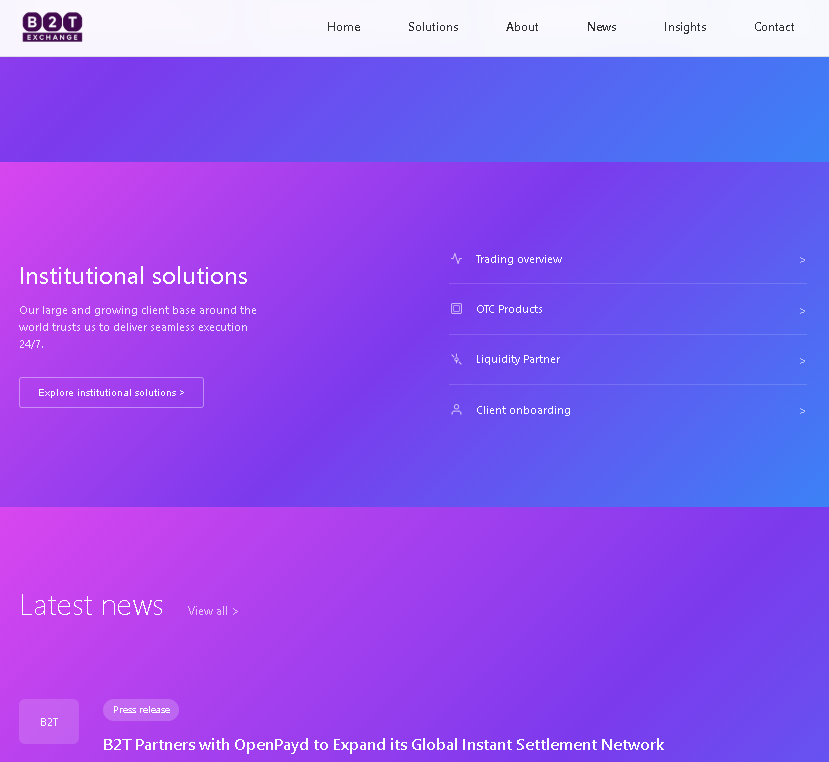 B2T
EXCHANGE
Home Solutions About News Insights Contact
Institutional solutions
Our large and growing client base around the
world trusts us to deliver seamless execution
24/7.
Explore institutional solutions >
Trading overview >
OTC Products >
Liquidity Partner >
Client onboarding >
Latest news View all >
B2T
Press release
B2T Partners with OpenPayd to Expand its Global Instant Settlement Network